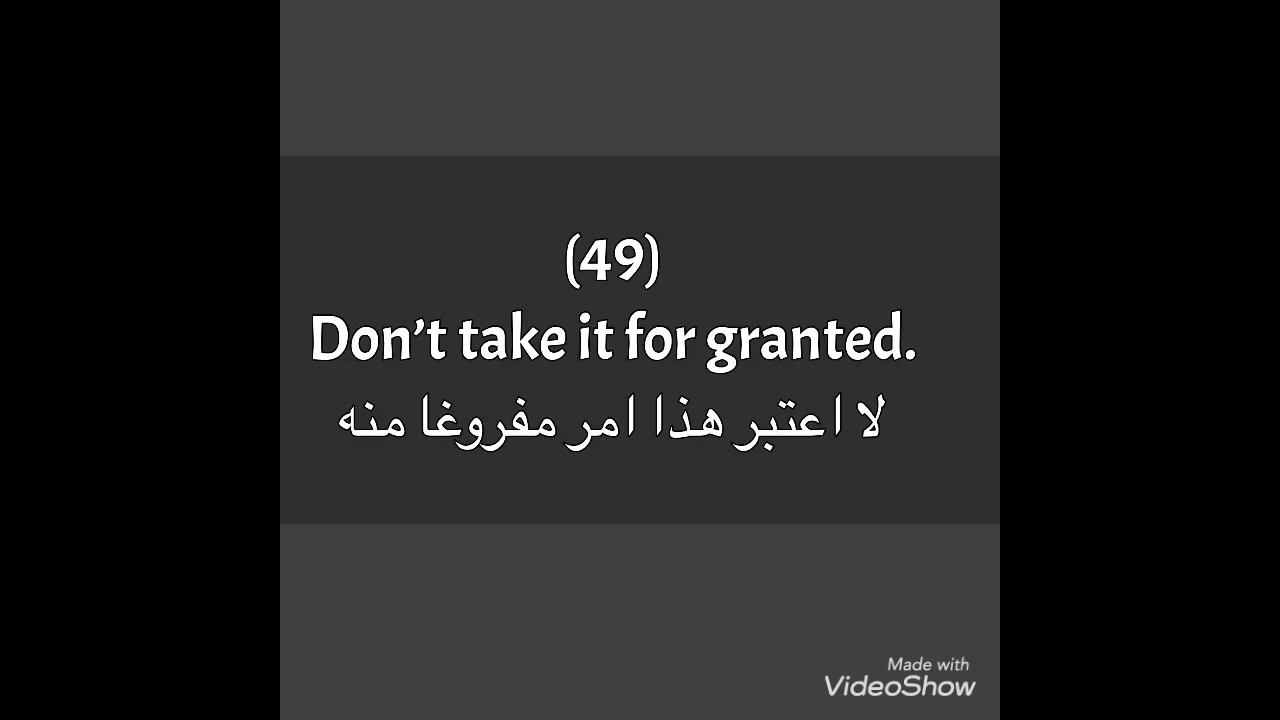 (49)
Don’t take it for granted.
لا اعتبر هذا امر مفروغا منه
Made with
VideoShow